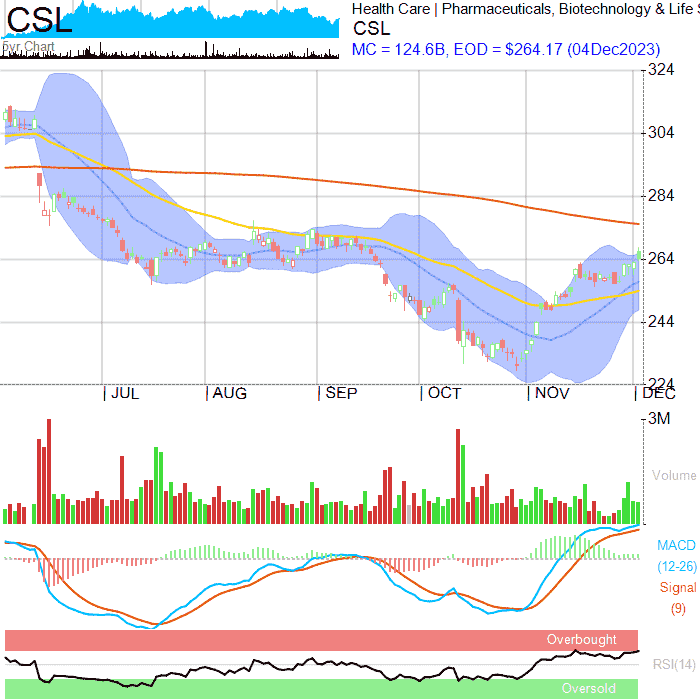 CSL
5yr Chart
Health Care | Pharmaceuticals, Biotechnology & Life
CSL
MC = 124.6B, EOD = $264.17 (04Dec2023)
324
304
284
264
244
224
JUL
AUG
SEP
OCT
NOV
DEC
3M
Volume
MACD
(12-26)
Signal
(9)
Overbought
RSI(14)
Oversold